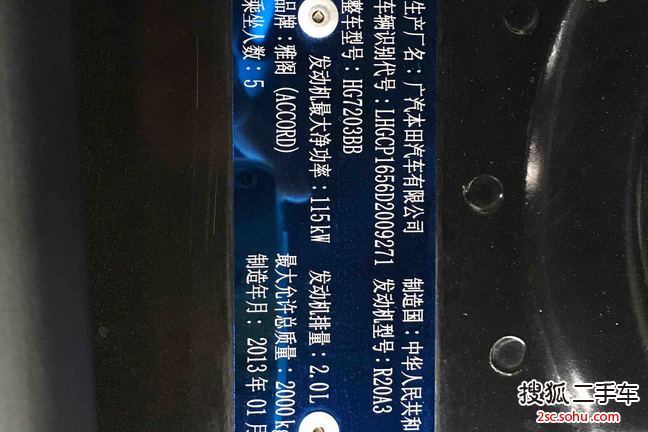 生产厂名：广汽本田汽车有限公司 制造国：中华人民共和
车辆识别代号：LHGCP1656D2009271 发动机型号：R20A3
整车型号：HG7203BB
发动机最大净功率：115kW 发动机排量：2.0L
品牌：雅阁 (ACCORD) 最大允许总质量：2000kg
乘坐人数：5 制造年月：2013年01月
搜狐二手车
2sc.sohu.com